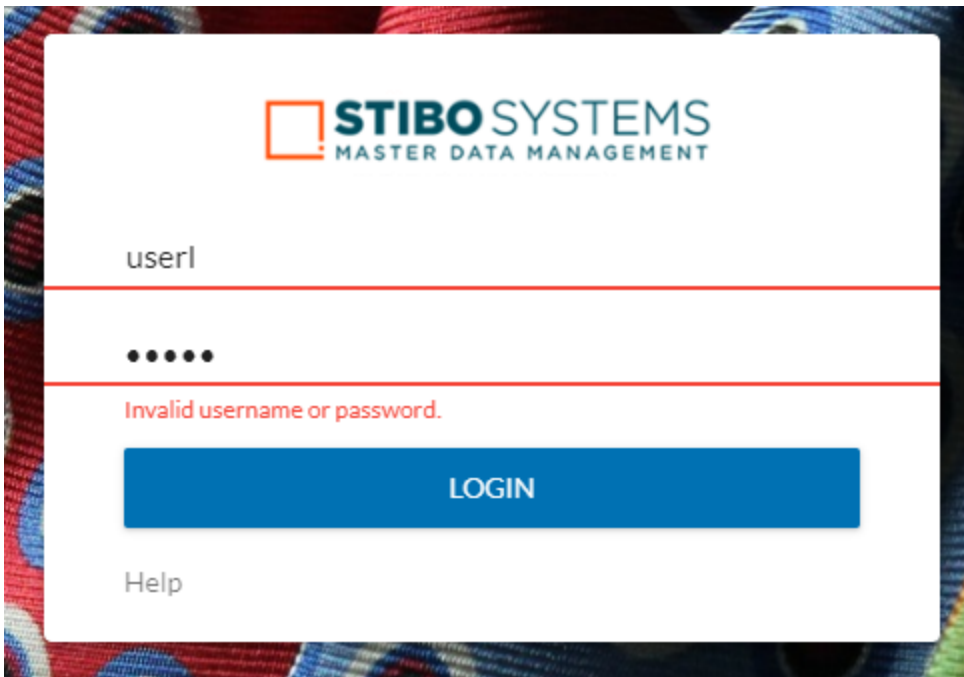 STIBO SYSTEMS
MASTER DATA MANAGEMENT
userl
•••••
Invalid username or password.
LOGIN
Help